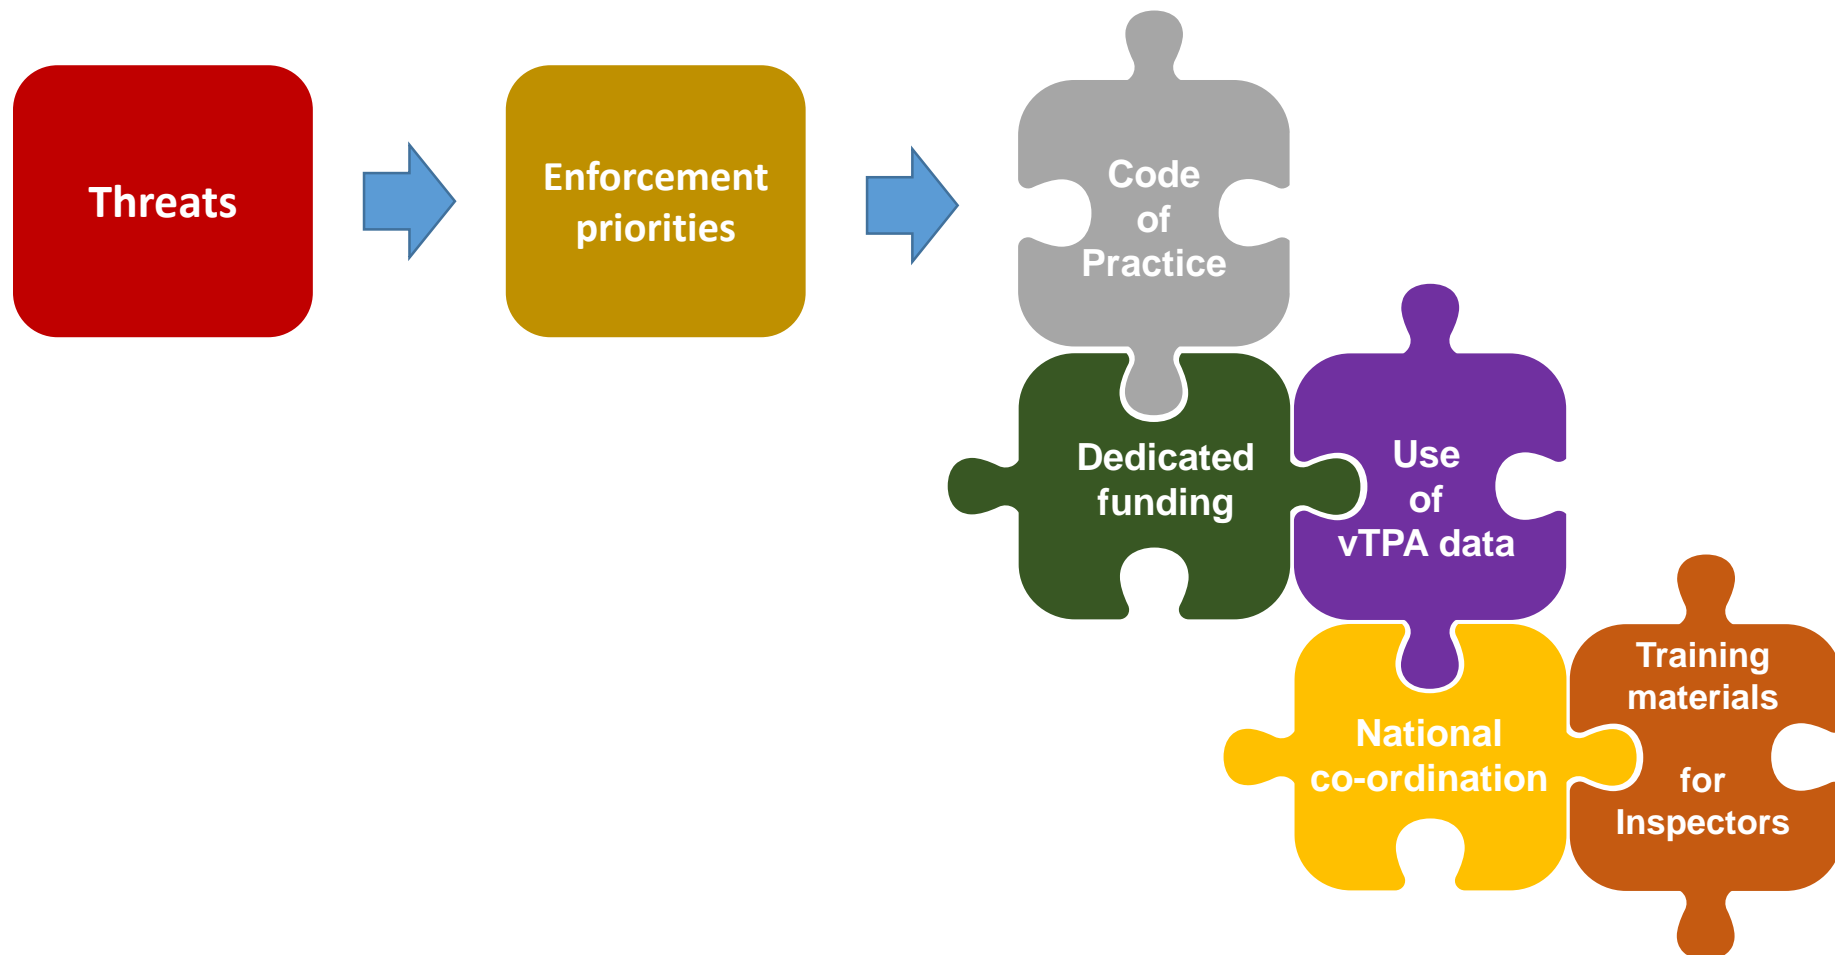 Threats
Enforcement
priorities
Code
of
Practice
Dedicated
funding
Use
of
vTPA data
National
co-ordination
Training
materials
for
Inspectors